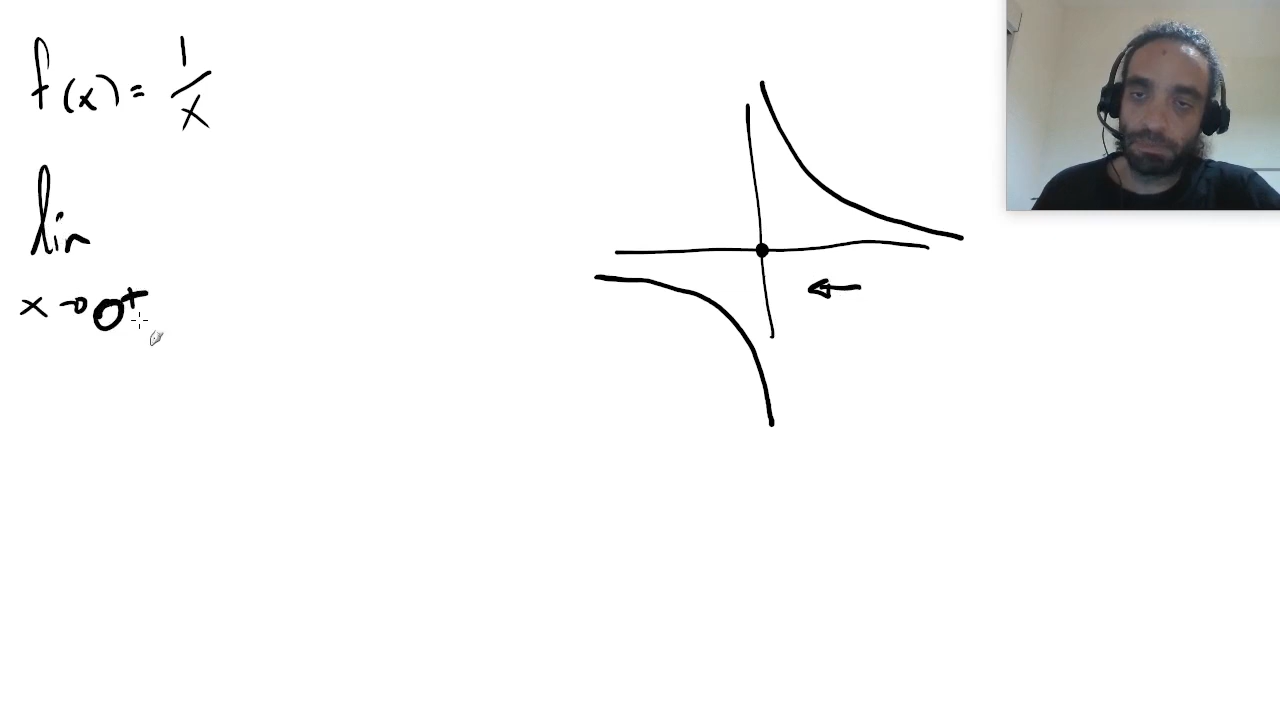 f(x) = 1/x
lim
x→0⁺